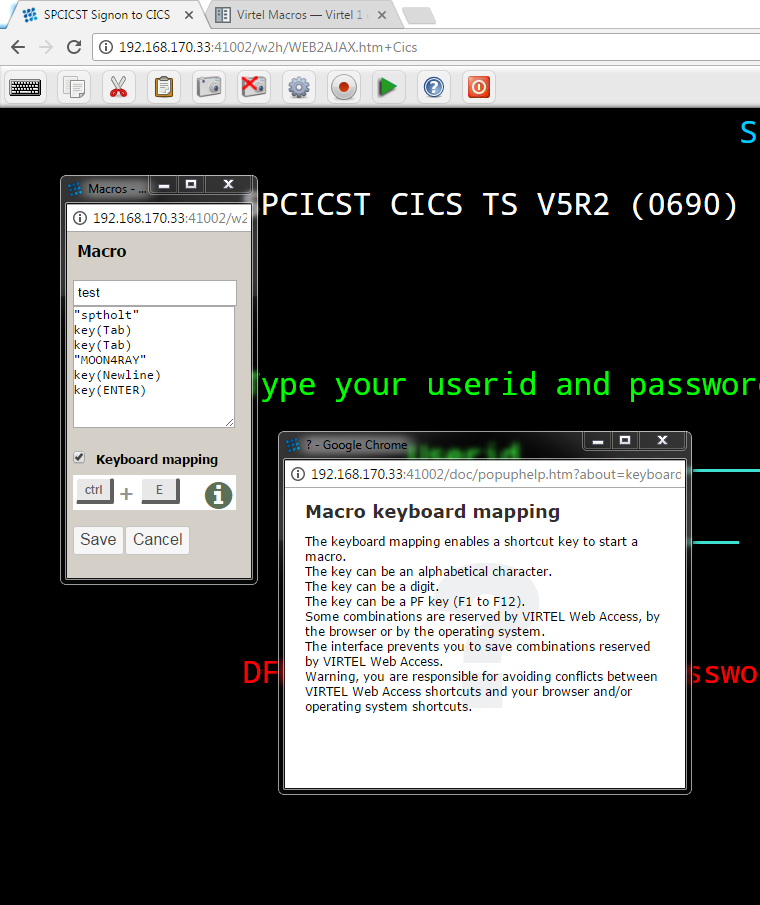 SPCICST Signon to CICS
Virtel Macros — Virtel 1
192.168.170.33:41002/w2h/WEB2AJAX.htm+Cics
S
Macros - ...
192.168.170.33:41002/w2
PCICST CICS TS V5R2 (0690)
Macro
test
"sptholt"
key(Tab)
key(Tab)
"MOON4RAY"
key(Newline)
key(ENTER)
Type your userid and passwor
Keyboard mapping
ctrl + E
Save Cancel
? - Google Chrome
Userid
192.168.170.33:41002/doc/popuphelp.htm?about=keyboard
Macro keyboard mapping
The keyboard mapping enables a shortcut key to start a
macro.
The key can be an alphabetical character.
The key can be a digit.
The key can be a PF key (F1 to F12).
Some combinations are reserved by VIRTEL Web Access, by
the browser or by the operating system.
The interface prevents you to save combinations reserved
by VIRTEL Web Access.
Warning, you are responsible for avoiding conflicts between
VIRTEL Web Access shortcuts and your browser and/or
operating system shortcuts.
DF
sswo